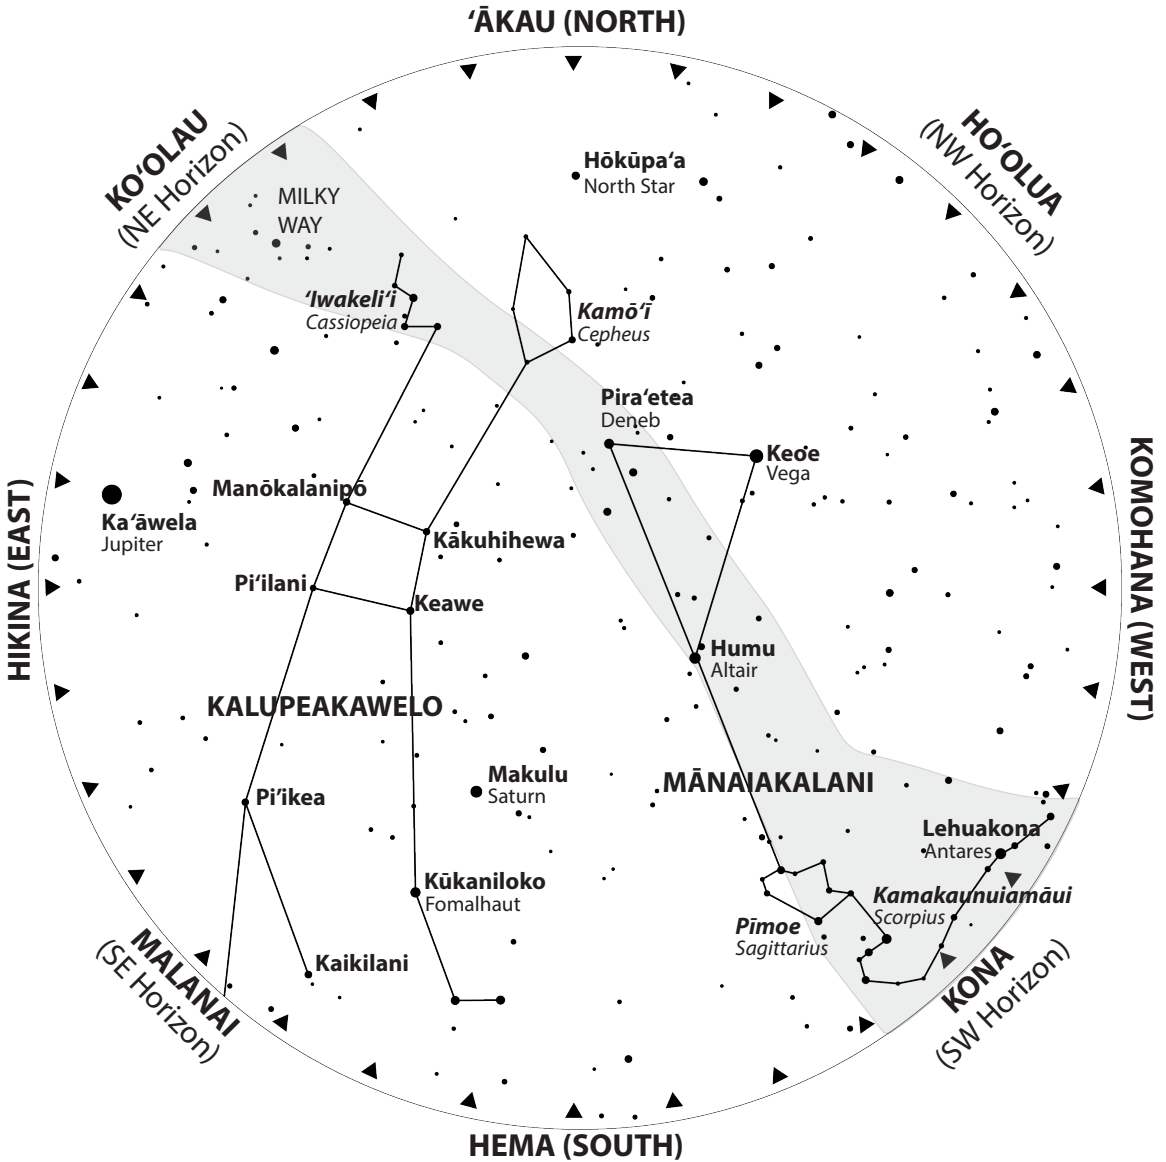 ʻĀKAU (NORTH)
KOʻOLAU
(NE Horizon)
HOʻOLUA
(NW Horizon)
Hōkūpaʻa
North Star
MILKY
WAY
ʻIwakeliʻi
Cassiopeia
Kamōʻī
Cepheus
Piraʻetea
Deneb
Keoe
Vega
Manōkalanipō
Kaʻāwela
Jupiter
Kākuhihewa
HIKINA (EAST)
KOMOHANA (WEST)
Piʻilani
Keawe
Humu
Altair
KALUPEAKAWELO
Makulu
Saturn
MĀNAIAKALANI
Pi’ikea
Lehuakona
Antares
Kūkaniloko
Fomalhaut
Kamakaunuiamāui
Scorpius
Pīmoe
Sagittarius
Kaikilani
MALANAI
(SE Horizon)
KONA
(SW Horizon)
HEMA (SOUTH)